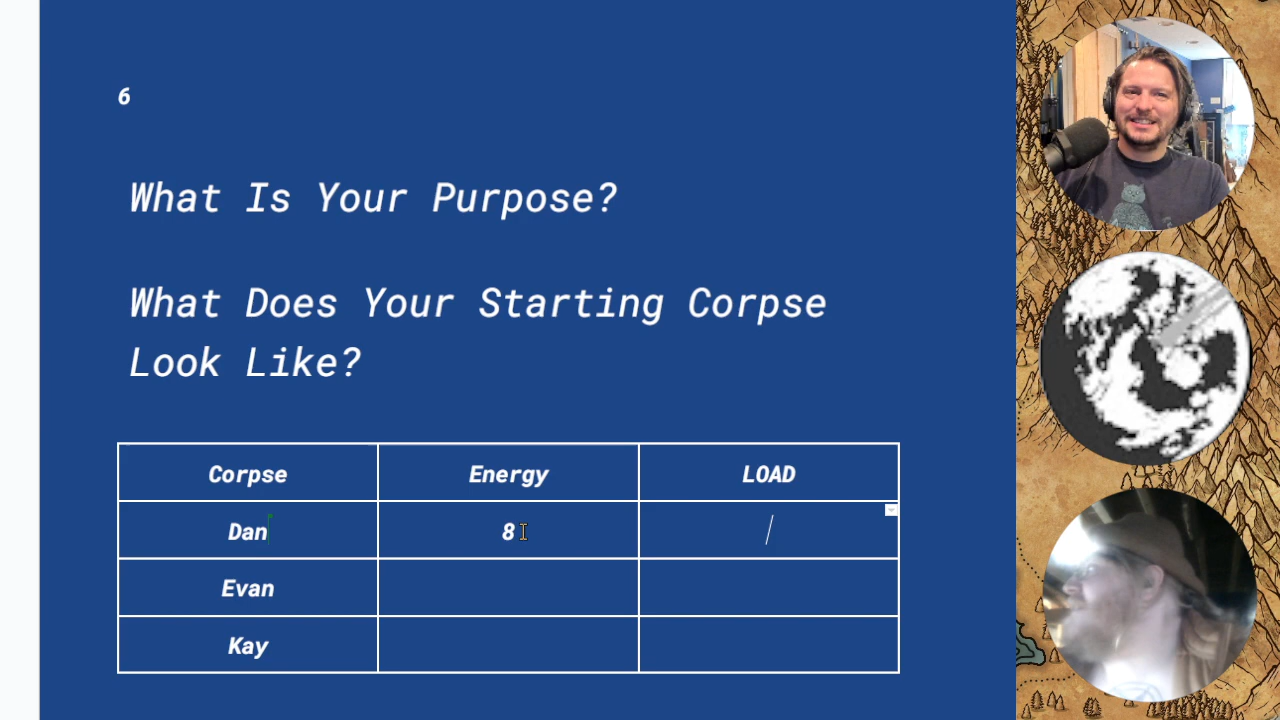 6
What Is Your Purpose?
What Does Your Starting Corpse
Look Like?
Corpse Energy LOAD
Dan 8
Evan
Kay